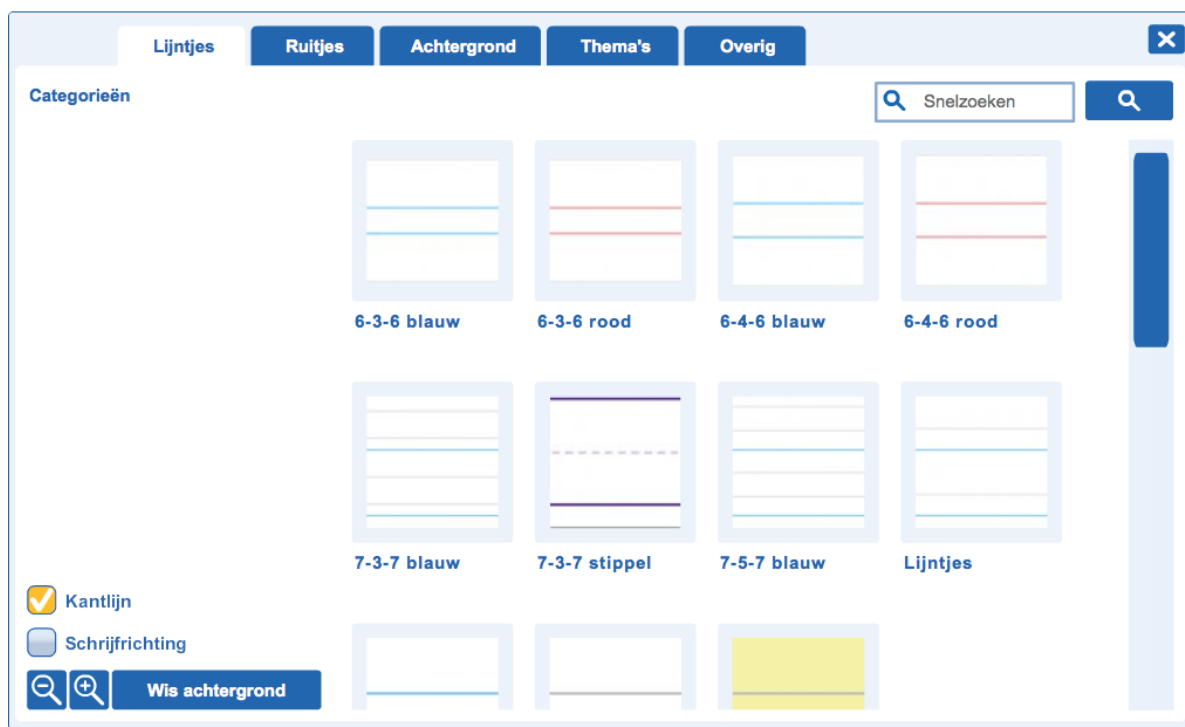 Lijntjes Ruitjes Achtergrond Thema's Overig
Categorieën
Snelzoeken
6-3-6 blauw 6-3-6 rood 6-4-6 blauw 6-4-6 rood
7-3-7 blauw 7-3-7 stippel 7-5-7 blauw Lijntjes
Kantlijn
Schrijfrichting
Wis achtergrond